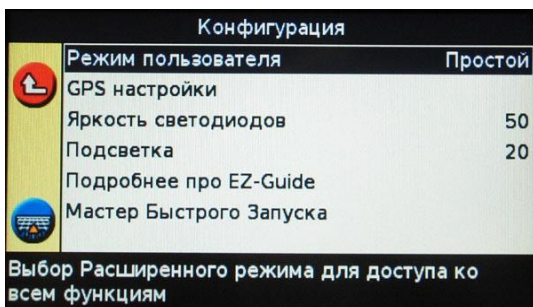 Конфигурация
Режим пользователя Простой
GPS настройки
Яркость светодиодов 50
Подсветка 20
Подробнее про EZ-Guide
Мастер Быстрого Запуска
Выбор Расширенного режима для доступа ко
всем функциям